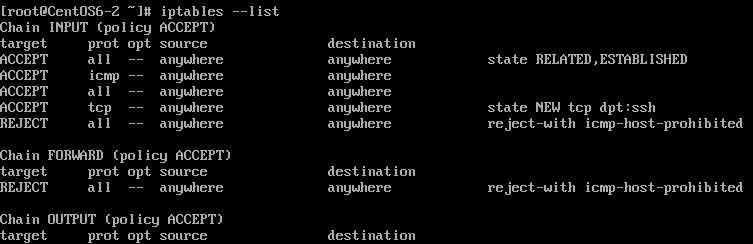 [root@CentOS6-2 ~]# iptables --list
Chain INPUT (policy ACCEPT)
target     prot opt source               destination
ACCEPT     all  --  anywhere             anywhere            state RELATED,ESTABLISHED
ACCEPT     icmp --  anywhere             anywhere
ACCEPT     all  --  anywhere             anywhere
ACCEPT     tcp  --  anywhere             anywhere            state NEW tcp dpt:ssh
REJECT     all  --  anywhere             anywhere            reject-with icmp-host-prohibited

Chain FORWARD (policy ACCEPT)
target     prot opt source               destination
REJECT     all  --  anywhere             anywhere            reject-with icmp-host-prohibited

Chain OUTPUT (policy ACCEPT)
target     prot opt source               destination